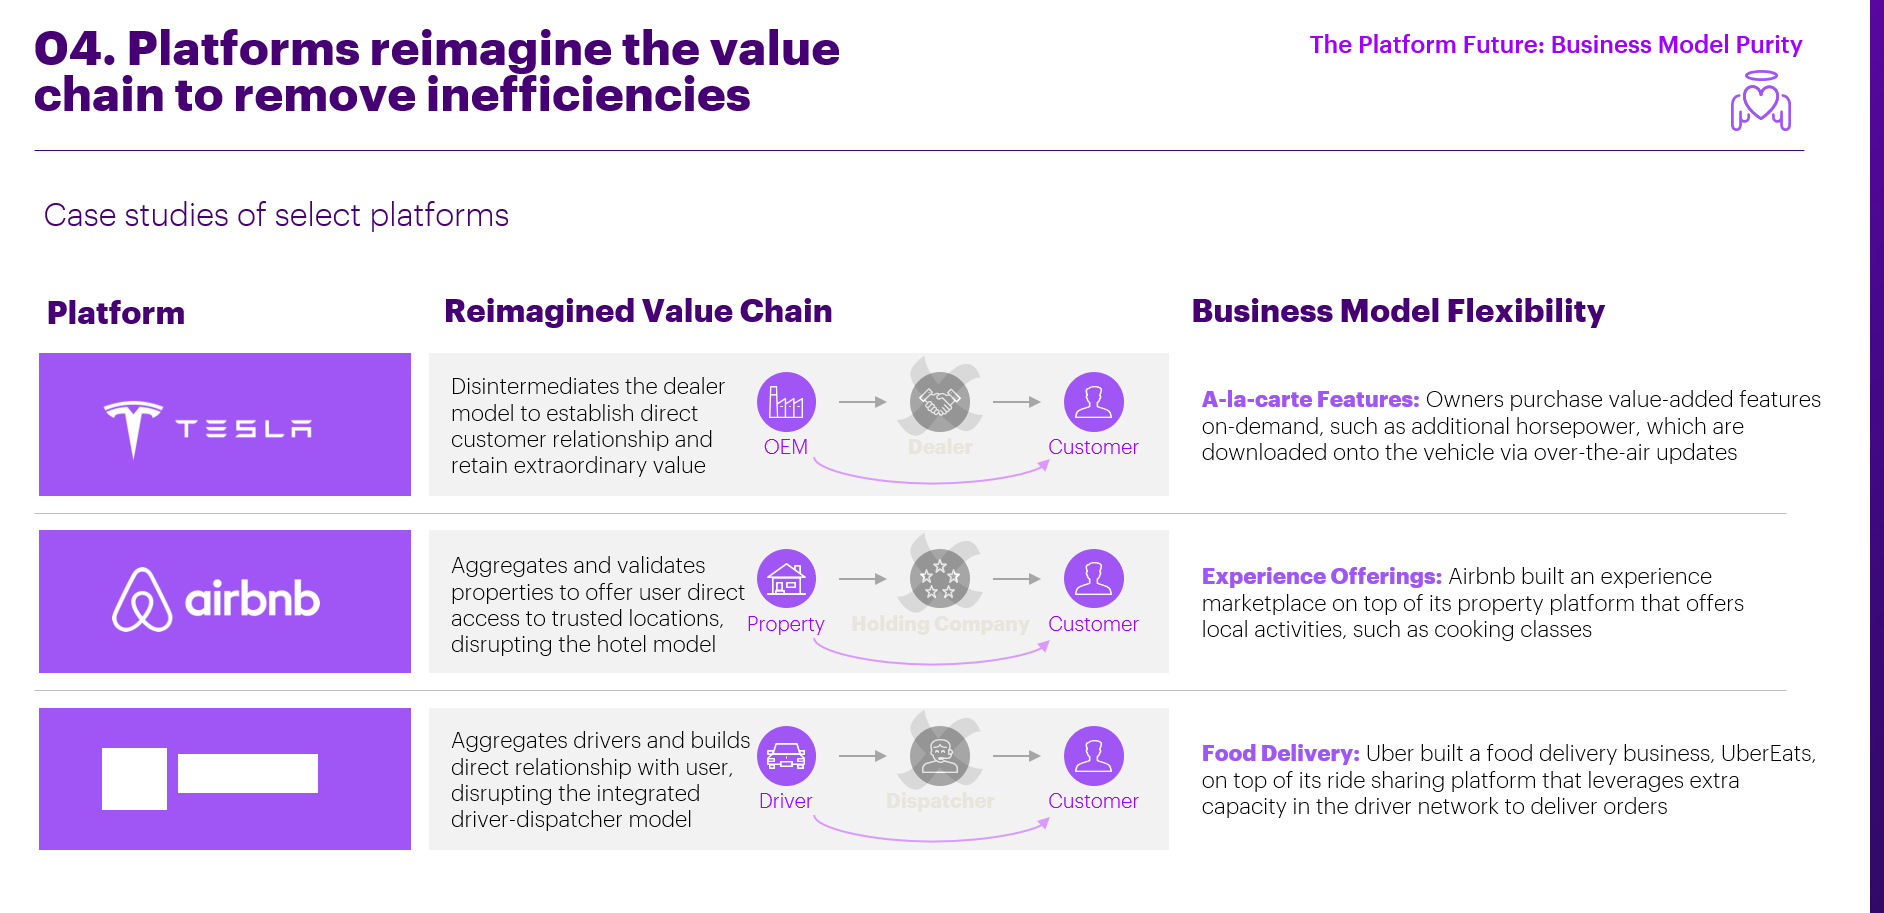 04. Platforms reimagine the value
chain to remove inefficiencies
The Platform Future: Business Model Purity
Case studies of select platforms
Platform
Reimagined Value Chain
Business Model Flexibility
TESLA
Disintermediates the dealer
model to establish direct
customer relationship and
retain extraordinary value
OEM
Dealer
Customer
A-la-carte Features: Owners purchase value-added features
on-demand, such as additional horsepower, which are
downloaded onto the vehicle via over-the-air updates
airbnb
Aggregates and validates
properties to offer user direct
access to trusted locations,
disrupting the hotel model
Property
Holding Company
Customer
Experience Offerings: Airbnb built an experience
marketplace on top of its property platform that offers
local activities, such as cooking classes
Aggregates drivers and builds
direct relationship with user,
disrupting the integrated
driver-dispatcher model
Driver
Dispatcher
Customer
Food Delivery: Uber built a food delivery business, UberEats,
on top of its ride sharing platform that leverages extra
capacity in the driver network to deliver orders